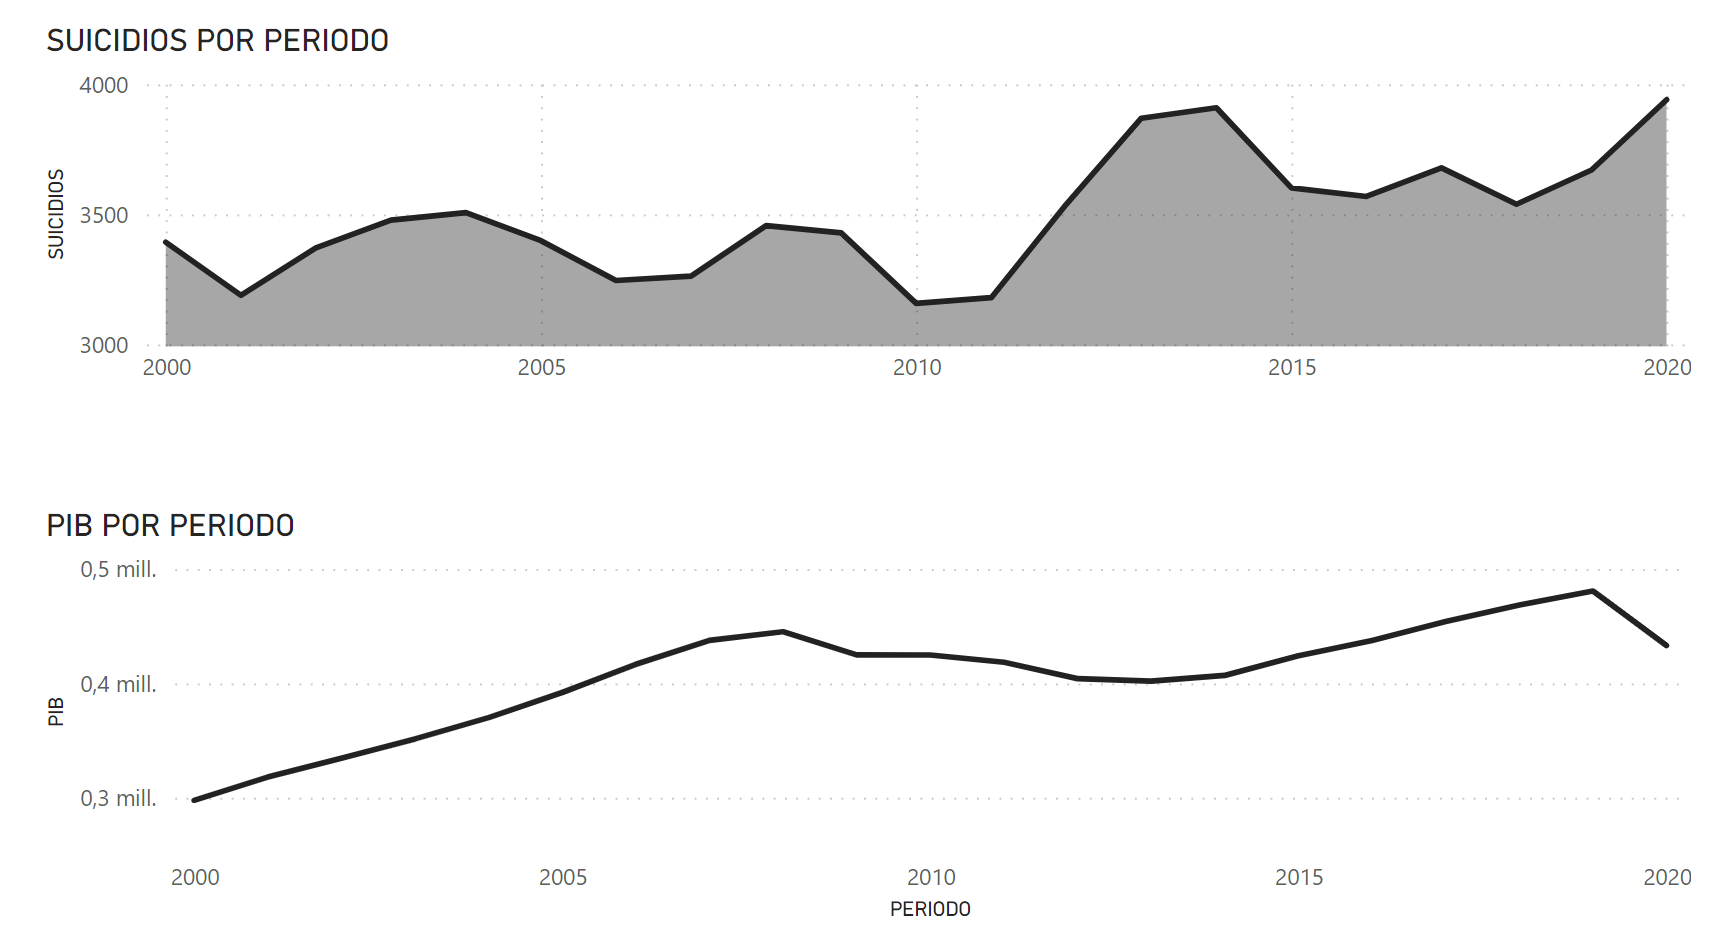 SUICIDIOS POR PERIODO
4000
3500
3000
SUICIDIOS
2000 2005 2010 2015 2020
PIB POR PERIODO
0,5 mill.
0,4 mill.
0,3 mill.
PIB
2000 2005 2010 2015 2020
PERIODO